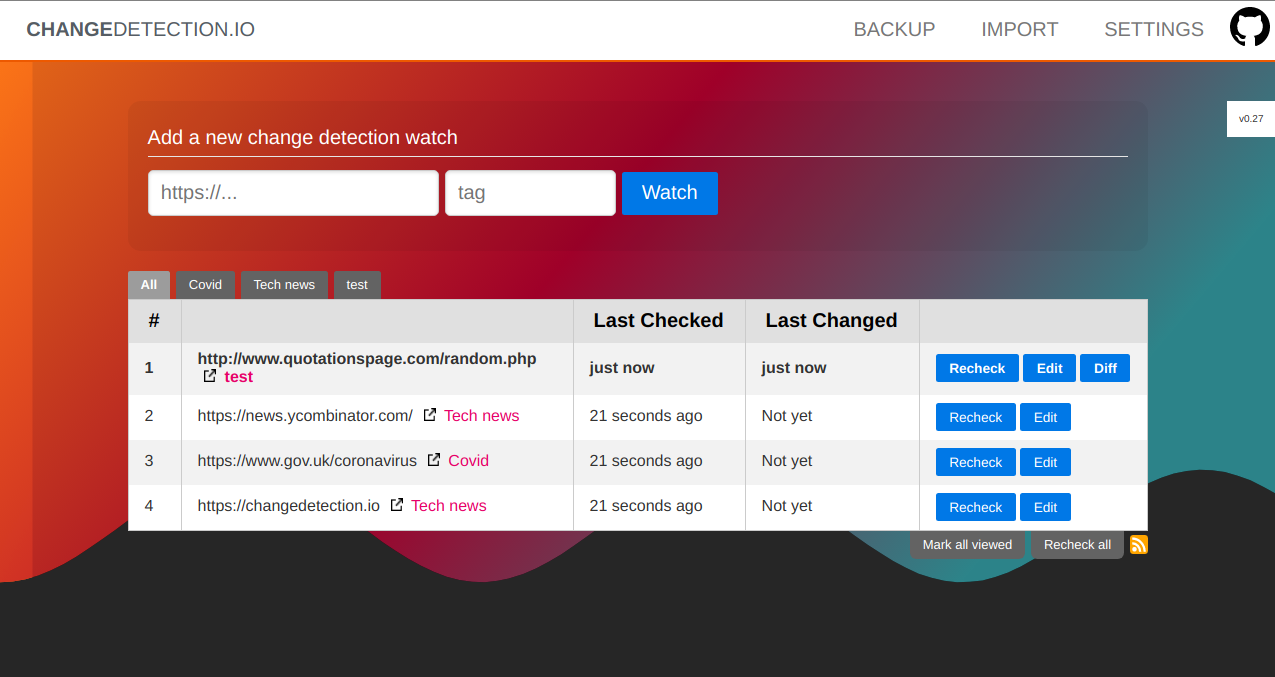 CHANGEDETECTION.IO BACKUP IMPORT SETTINGS
v0.27
Add a new change detection watch
https://... tag Watch
All Covid Tech news test
# Last Checked Last Changed
1 http://www.quotationspage.com/random.php just now just now Recheck Edit Diff
test
2 https://news.ycombinator.com/ Tech news 21 seconds ago Not yet Recheck Edit
3 https://www.gov.uk/coronavirus Covid 21 seconds ago Not yet Recheck Edit
4 https://changedetection.io Tech news 21 seconds ago Not yet Recheck Edit
Mark all viewed Recheck all